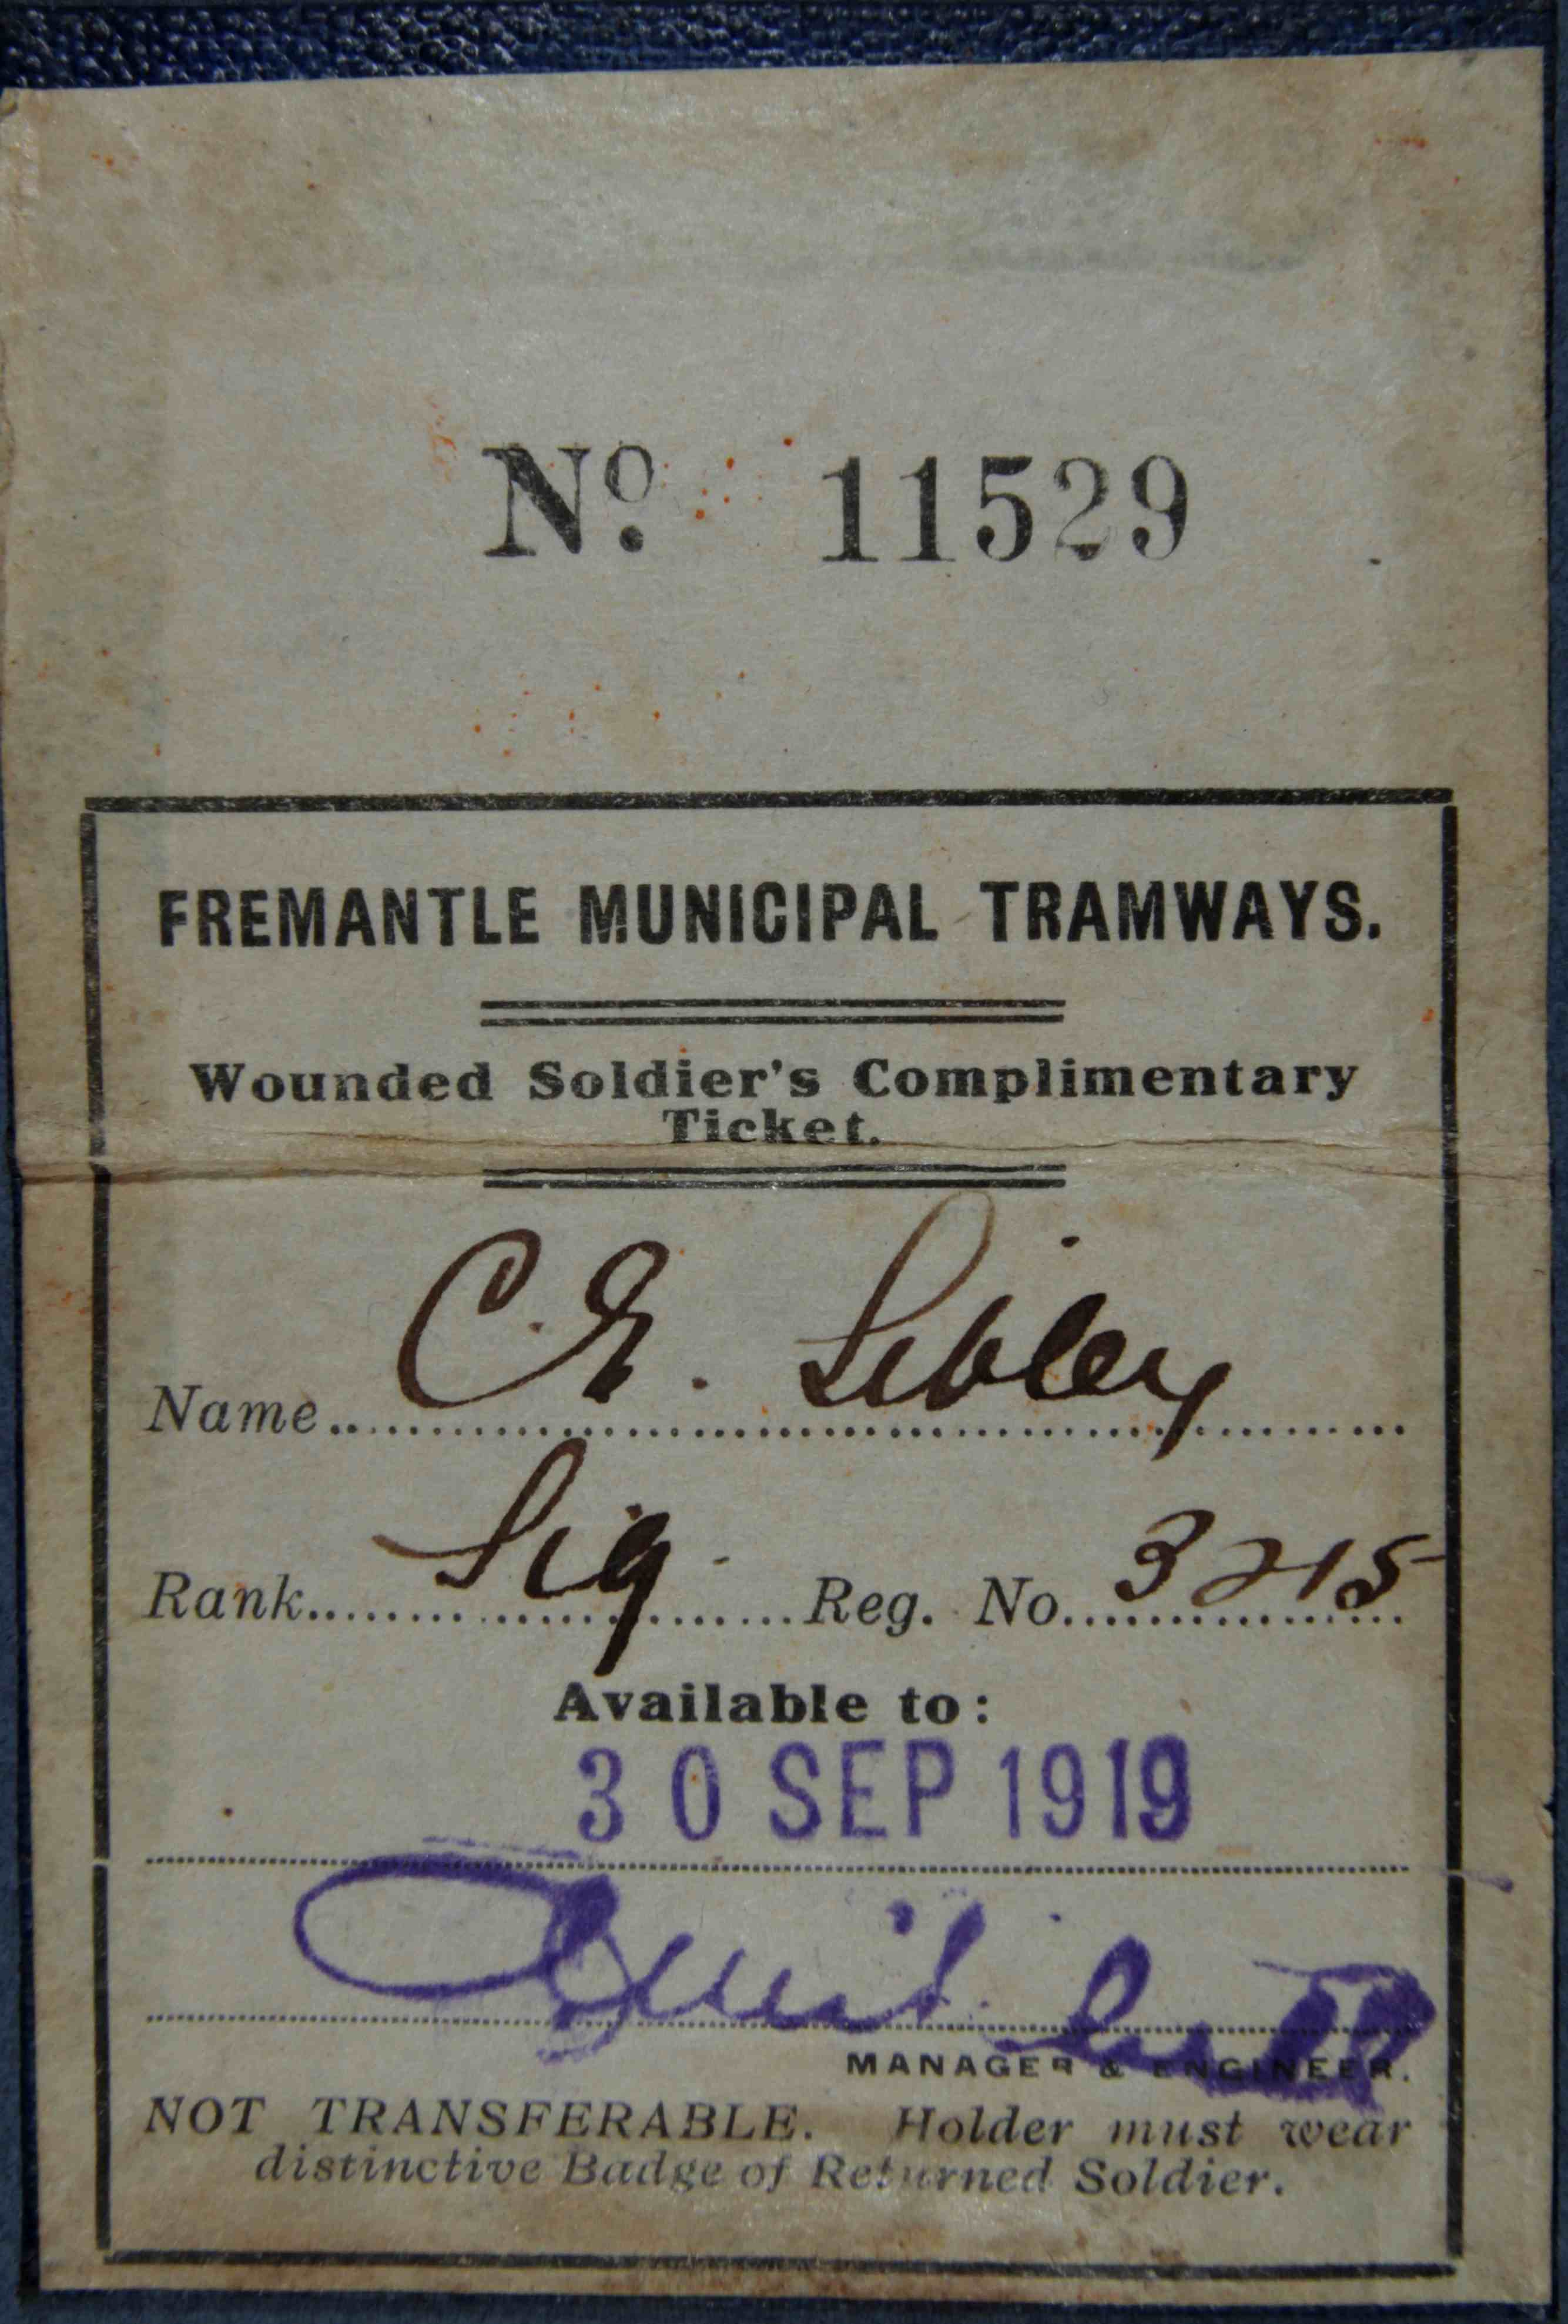 Nº 11529
FREMANTLE MUNICIPAL TRAMWAYS.
Wounded Soldier's Complimentary
Ticket.
Name C. E. Sibley
Rank Sig. Reg. No. 3215
Available to:
30 SEP 1919
MANAGER & ENGINEER.
NOT TRANSFERABLE. Holder must wear
distinctive Badge of Returned Soldier.